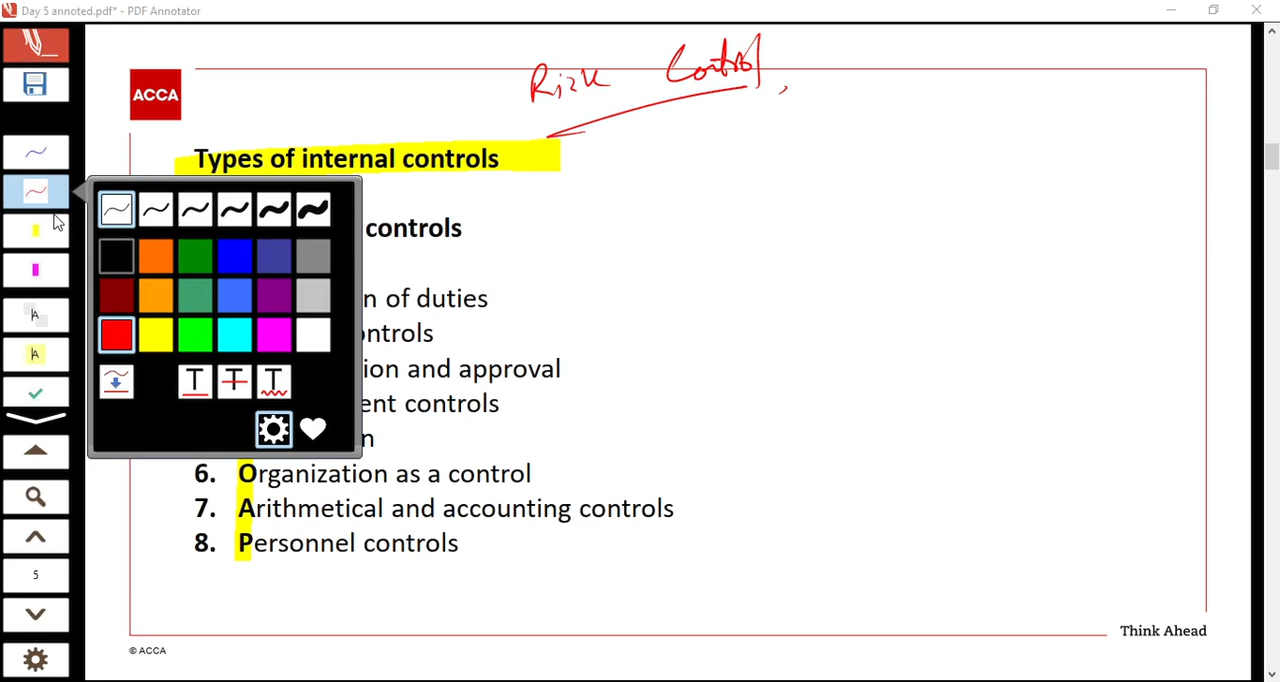 Day 5 annoted.pdf* - PDF Annotator
Risk Control,
ACCA
Types of internal controls
controls
n of duties
ntrols
ion and approval
ent controls
n
6. Organization as a control
7. Arithmetical and accounting controls
8. Personnel controls
5
Think Ahead
© ACCA